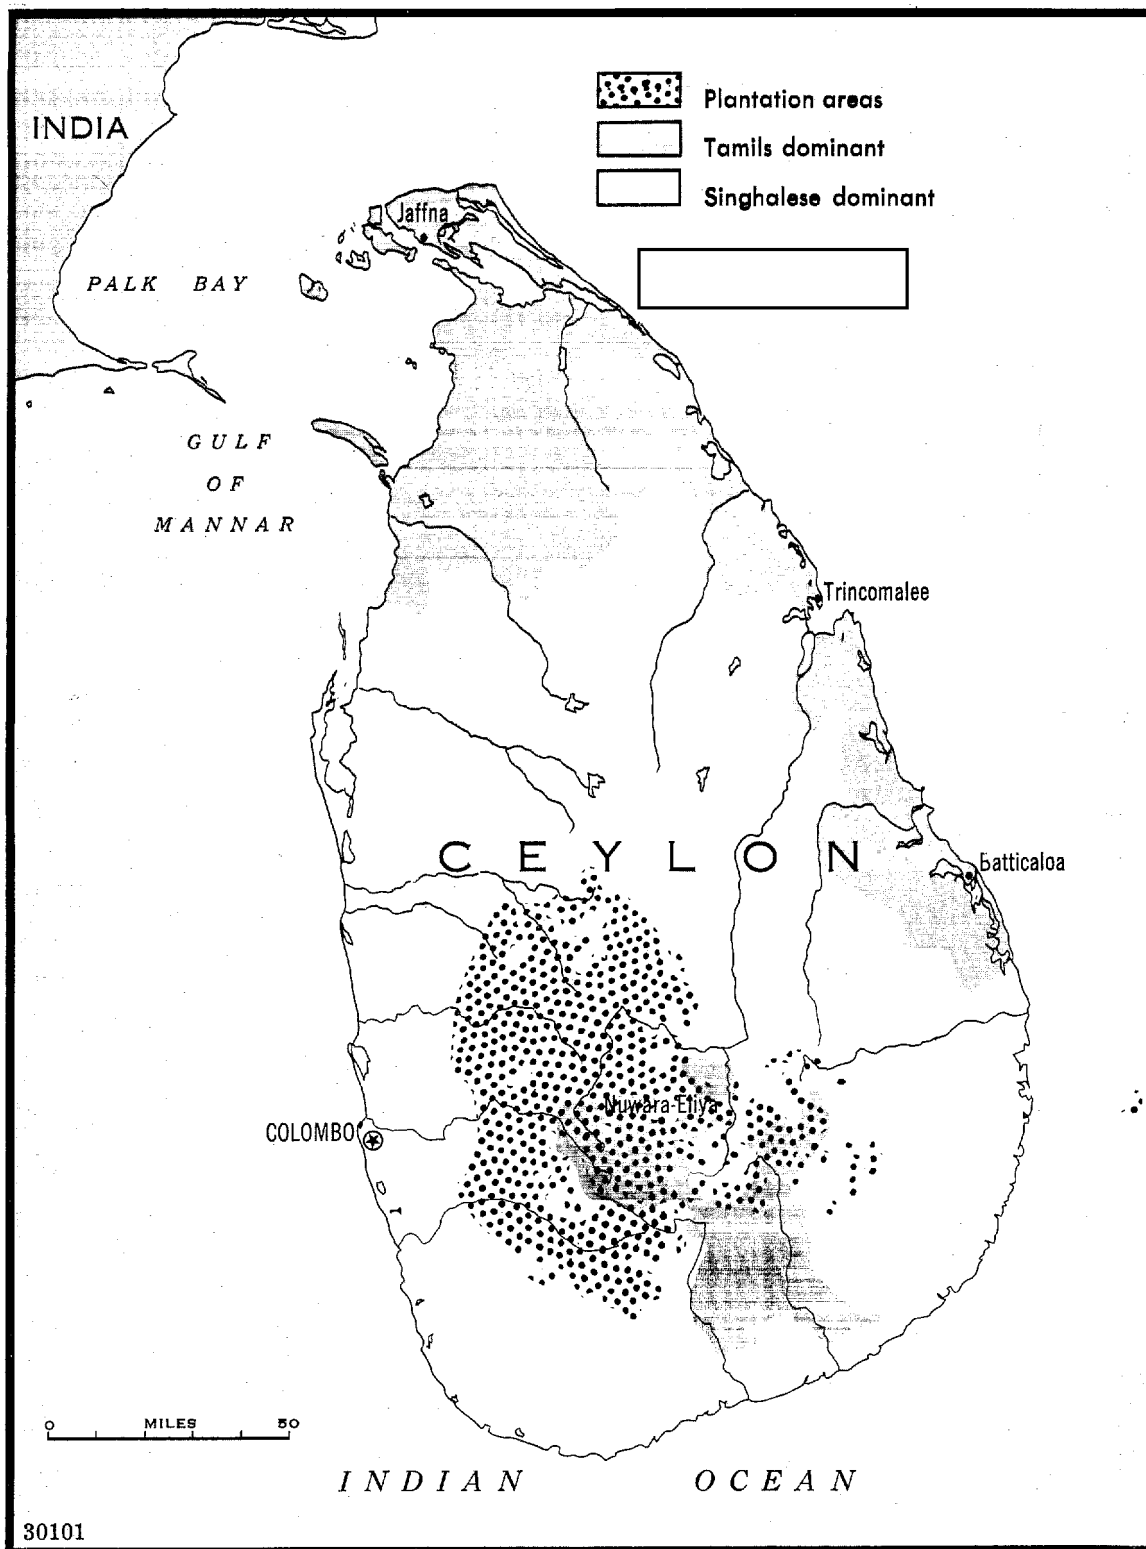 INDIA
Plantation areas
Tamils dominant
Singhalese dominant
Jaffna
PALK BAY
GULF
OF
MANNAR
Trincomalee
CEYLON
Batticaloa
Nuwara-Eliya
COLOMBO
0 MILES 50
INDIAN OCEAN
30101